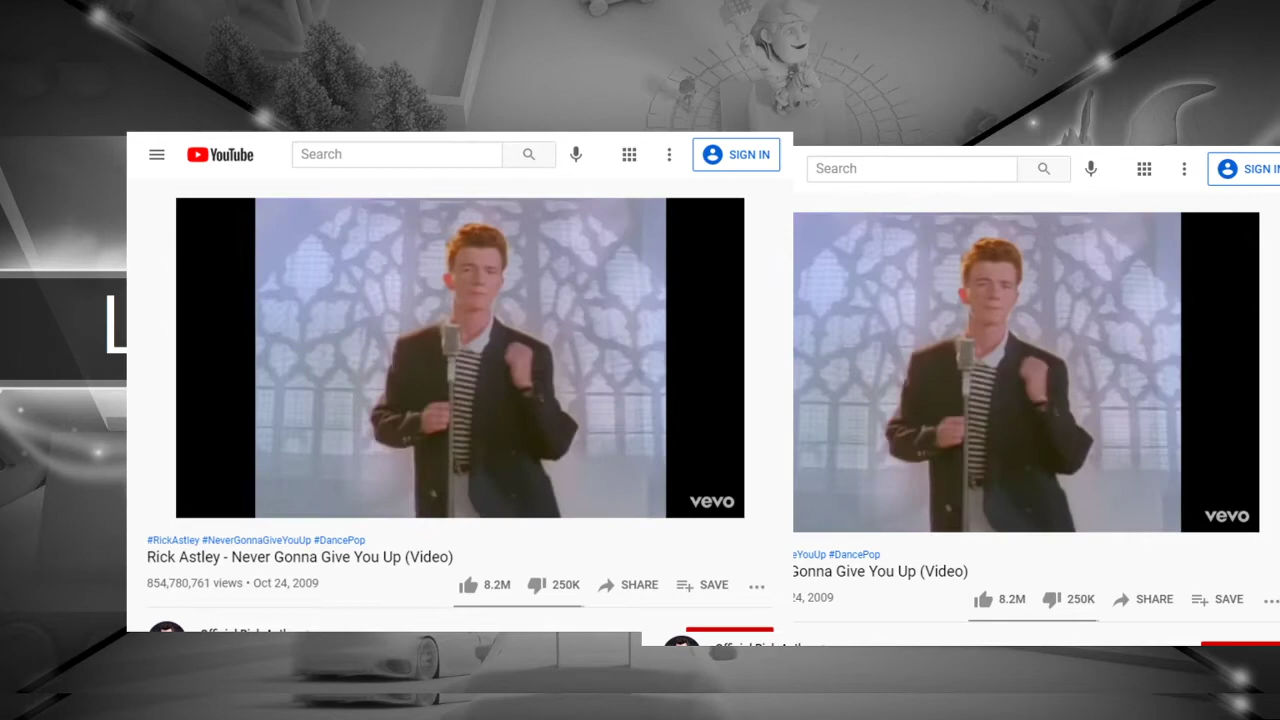 YouTube
Search
SIGN IN
Search
SIGN IN
L
vevo
vevo
#RickAstley #NeverGonnaGiveYouUp #DancePop
Rick Astley - Never Gonna Give You Up (Video)
854,780,761 views • Oct 24, 2009
8.2M 250K SHARE SAVE
eYouUp #DancePop
Gonna Give You Up (Video)
24, 2009
8.2M 250K SHARE SAVE